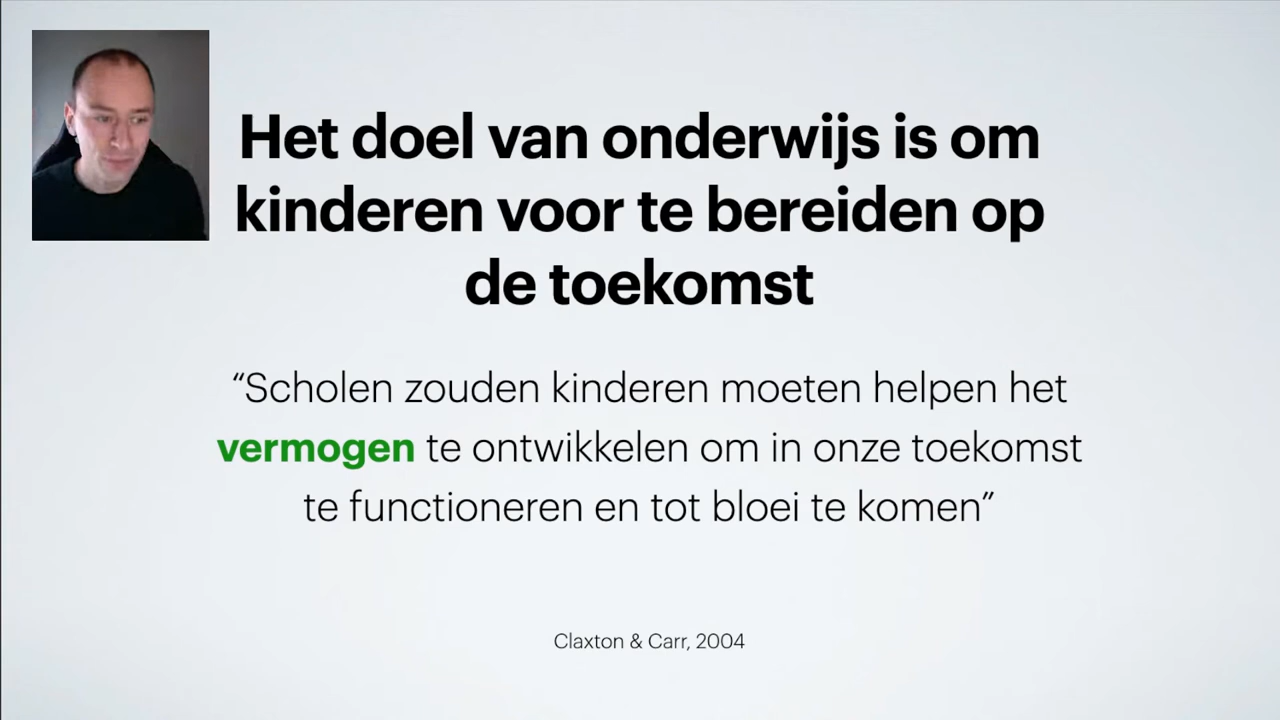 Het doel van onderwijs is om
kinderen voor te bereiden op
de toekomst
“Scholen zouden kinderen moeten helpen het
vermogen te ontwikkelen om in onze toekomst
te functioneren en tot bloei te komen”
Claxton & Carr, 2004